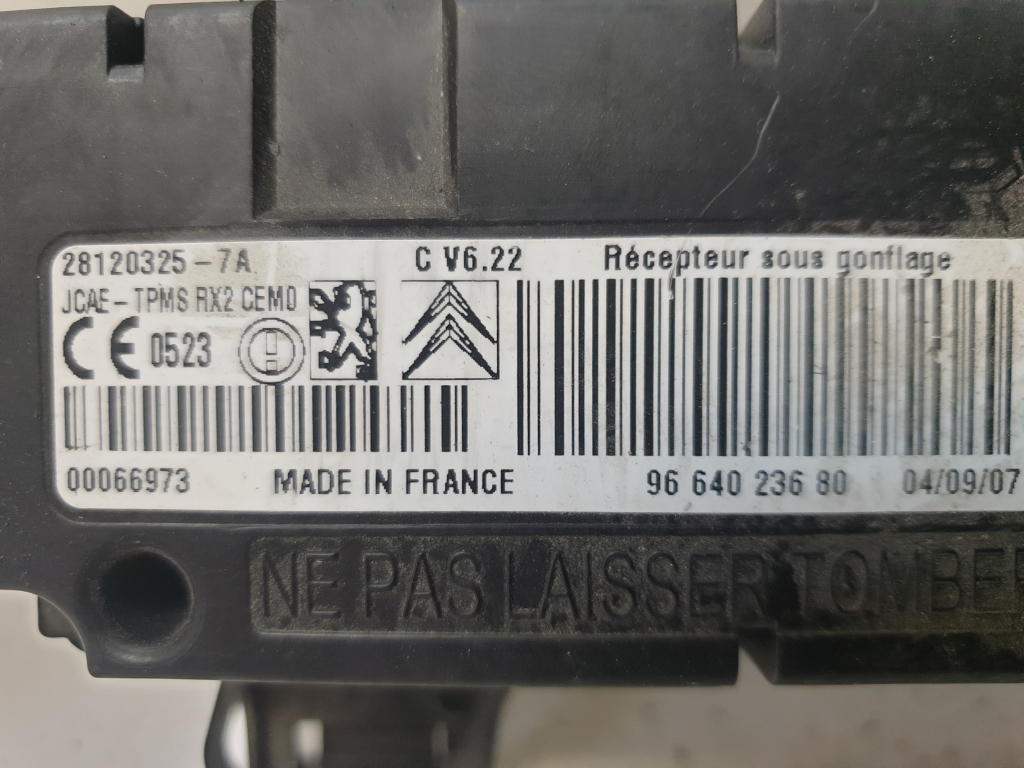 28120325-7A
C V6.22
Récepteur sous gonflage
JCAE-TPMS RX2 CEM0
CE 0523
00066973
MADE IN FRANCE
96 640 236 80
04/09/07
NE PAS LAISSER TOMBER